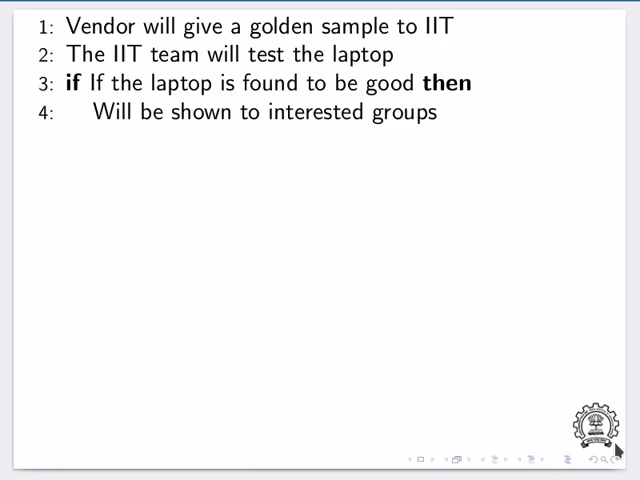 1: Vendor will give a golden sample to IIT
2: The IIT team will test the laptop
3: if If the laptop is found to be good then
4: Will be shown to interested groups